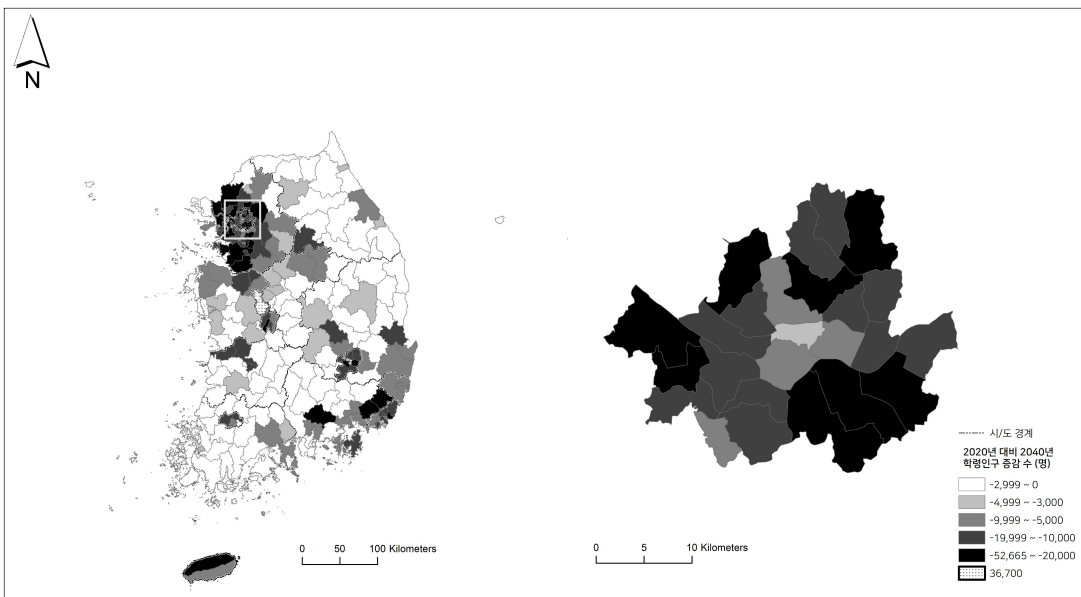 N
0 50 100 Kilometers
0 5 10 Kilometers
시/도 경계
2020년 대비 2040년
학령인구 증감 수 (명)
-2,999 ~ 0
-4,999 ~ -3,000
-9,999 ~ -5,000
-19,999 ~ -10,000
-52,665 ~ -20,000
36,700